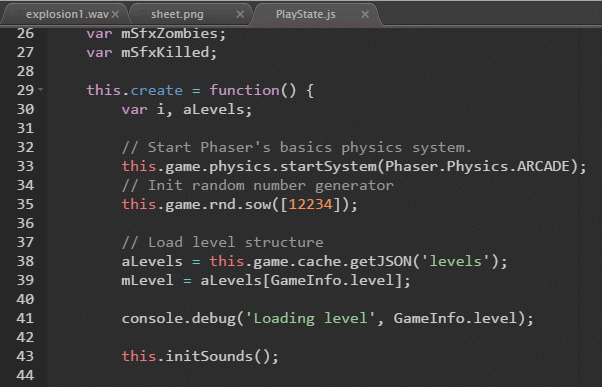 explosion1.wav × sheet.png × PlayState.js ×
26 var mSfxZombies;
27 var mSfxKilled;
28
29 this.create = function() {
30 var i, aLevels;
31
32 // Start Phaser's basics physics system.
33 this.game.physics.startSystem(Phaser.Physics.ARCADE);
34 // Init random number generator
35 this.game.rnd.sow([12234]);
36
37 // Load level structure
38 aLevels = this.game.cache.getJSON('levels');
39 mLevel = aLevels[GameInfo.level];
40
41 console.debug('Loading level', GameInfo.level);
42
43 this.initSounds();
44